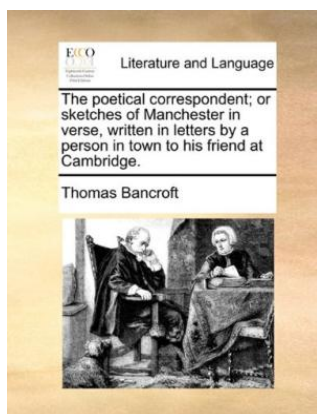 ECCO
Literature and Language
The poetical correspondent; or
sketches of Manchester in
verse, written in letters by a
person in town to his friend at
Cambridge.
Thomas Bancroft